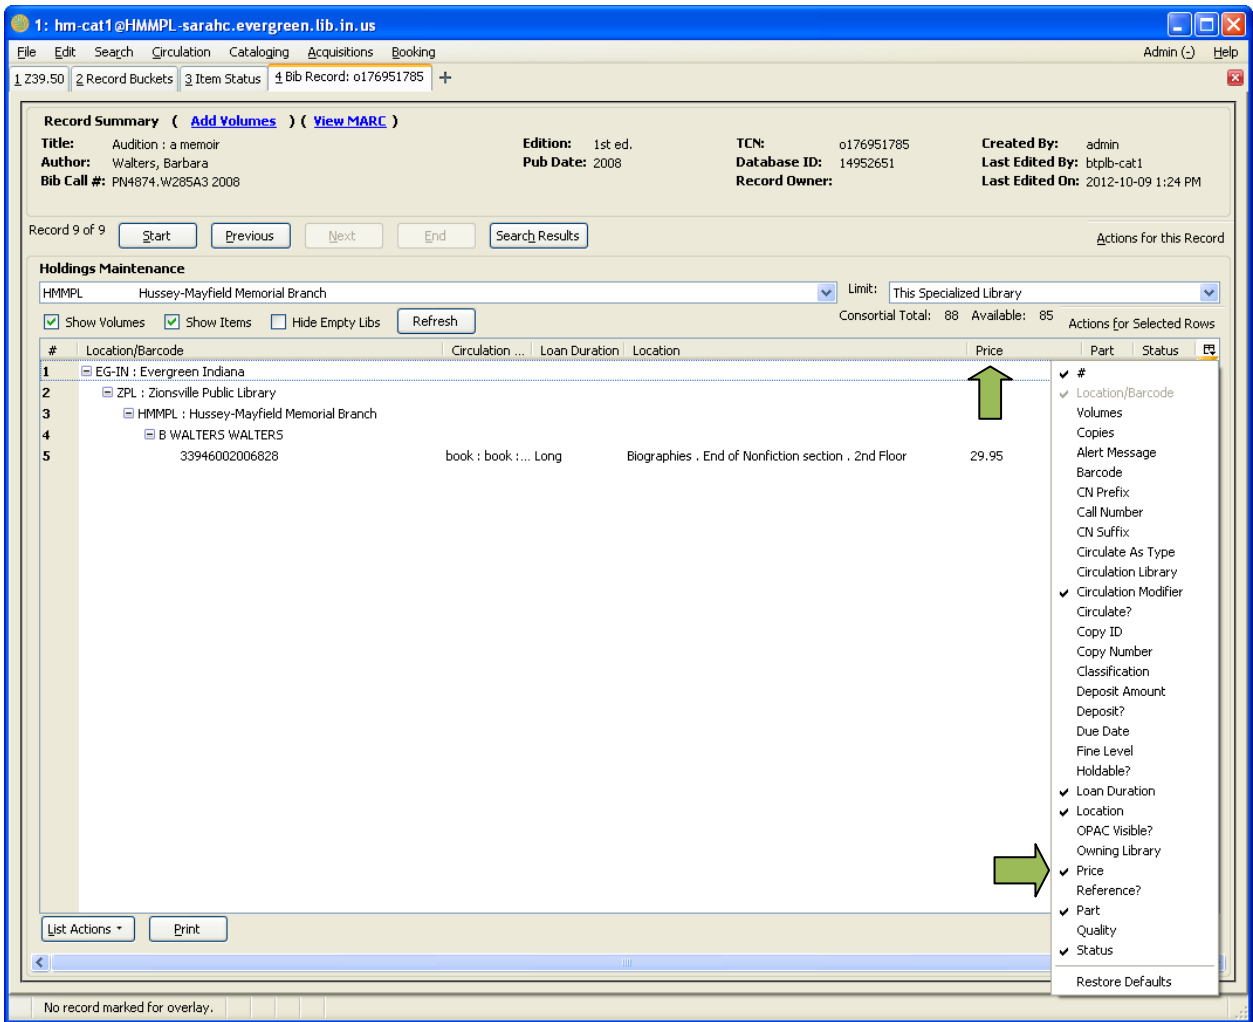 1: hm-cat1@HMMPL-sarahc.evergreen.lib.in.us
File Edit Search Circulation Cataloging Acquisitions Booking Admin (-) Help
1 Z39.50 2 Record Buckets 3 Item Status 4 Bib Record: o176951785 +
Record Summary ( Add Volumes ) ( View MARC )
Title: Audition : a memoir Edition: 1st ed. TCN: o176951785 Created By: admin
Author: Walters, Barbara Pub Date: 2008 Database ID: 14952651 Last Edited By: btplb-cat1
Bib Call #: PN4874.W285A3 2008 Record Owner: Last Edited On: 2012-10-09 1:24 PM
Record 9 of 9 Start Previous Next End Search Results Actions for this Record
Holdings Maintenance
HMMPL Hussey-Mayfield Memorial Branch Limit: This Specialized Library
Show Volumes Show Items Hide Empty Libs Refresh Consortial Total: 88 Available: 85 Actions for Selected Rows
# Location/Barcode Circulation ... Loan Duration Location Price Part Status
1 EG-IN : Evergreen Indiana
2 ZPL : Zionsville Public Library
3 HMMPL : Hussey-Mayfield Memorial Branch
4 B WALTERS WALTERS
5 33946002006828 book : book :... Long Biographies . End of Nonfiction section . 2nd Floor 29.95
#
Location/Barcode
Volumes
Copies
Alert Message
Barcode
CN Prefix
Call Number
CN Suffix
Circulate As Type
Circulation Library
Circulation Modifier
Circulate?
Copy ID
Copy Number
Classification
Deposit Amount
Deposit?
Due Date
Fine Level
Holdable?
Loan Duration
Location
OPAC Visible?
Owning Library
Price
Reference?
Part
Quality
Status
Restore Defaults
List Actions Print
No record marked for overlay.